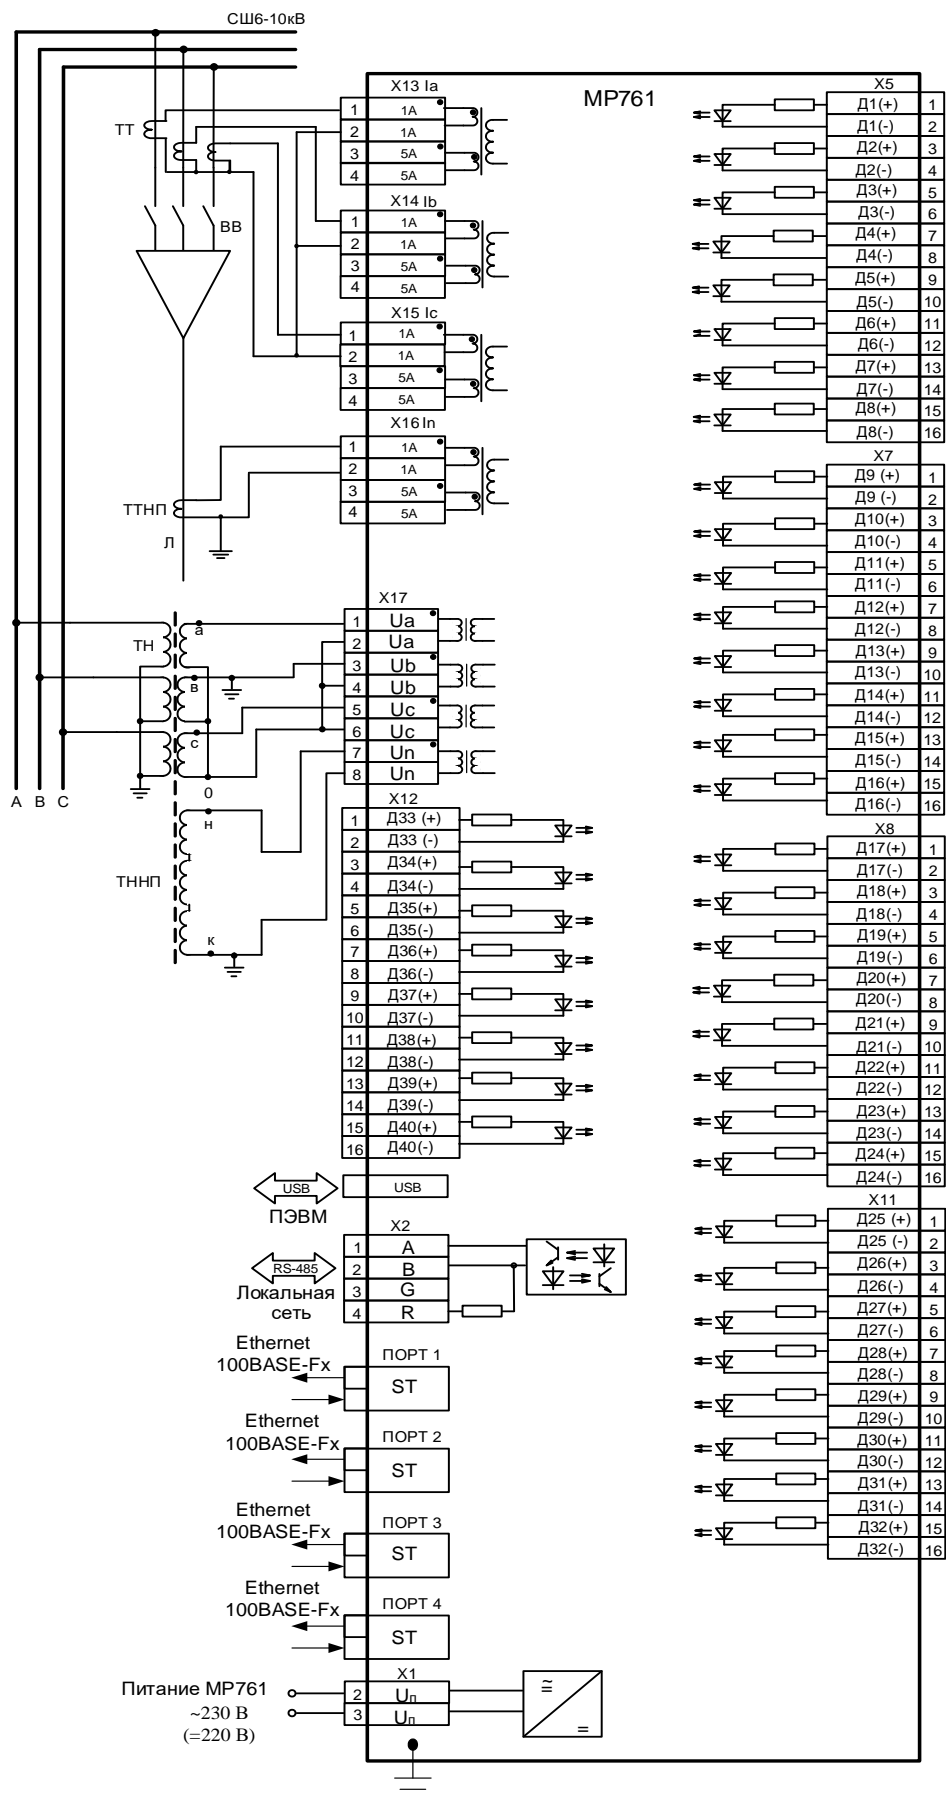 СШ6-10кВ
МР761
ТТ
ВВ
ТТНП
Л
X13 Ia
1 1А
2 1А
3 5А
4 5А
X14 Ib
1 1А
2 1А
3 5А
4 5А
X15 Ic
1 1А
2 1А
3 5А
4 5А
X16 In
1 1А
2 1А
3 5А
4 5А
ТН
а
в
с
0
А В С
н
ТННП
к
X17
1 Ua
2 Ua
3 Ub
4 Ub
5 Uc
6 Uc
7 Un
8 Un
X12
1 Д33 (+)
2 Д33 (-)
3 Д34(+)
4 Д34(-)
5 Д35(+)
6 Д35(-)
7 Д36(+)
8 Д36(-)
9 Д37(+)
10 Д37(-)
11 Д38(+)
12 Д38(-)
13 Д39(+)
14 Д39(-)
15 Д40(+)
16 Д40(-)
USB
USB
ПЭВМ
X2
1 A
2 B
3 G
4 R
RS-485
Локальная
сеть
Ethernet
100BASE-Fx
ПОРТ 1
ST
Ethernet
100BASE-Fx
ПОРТ 2
ST
Ethernet
100BASE-Fx
ПОРТ 3
ST
Ethernet
100BASE-Fx
ПОРТ 4
ST
X1
2 Uп
3 Uп
Питание МР761
~230 В
(=220 В)
X5
Д1(+) 1
Д1(-) 2
Д2(+) 3
Д2(-) 4
Д3(+) 5
Д3(-) 6
Д4(+) 7
Д4(-) 8
Д5(+) 9
Д5(-) 10
Д6(+) 11
Д6(-) 12
Д7(+) 13
Д7(-) 14
Д8(+) 15
Д8(-) 16
X7
Д9 (+) 1
Д9 (-) 2
Д10(+) 3
Д10(-) 4
Д11(+) 5
Д11(-) 6
Д12(+) 7
Д12(-) 8
Д13(+) 9
Д13(-) 10
Д14(+) 11
Д14(-) 12
Д15(+) 13
Д15(-) 14
Д16(+) 15
Д16(-) 16
X8
Д17(+) 1
Д17(-) 2
Д18(+) 3
Д18(-) 4
Д19(+) 5
Д19(-) 6
Д20(+) 7
Д20(-) 8
Д21(+) 9
Д21(-) 10
Д22(+) 11
Д22(-) 12
Д23(+) 13
Д23(-) 14
Д24(+) 15
Д24(-) 16
X11
Д25 (+) 1
Д25 (-) 2
Д26(+) 3
Д26(-) 4
Д27(+) 5
Д27(-) 6
Д28(+) 7
Д28(-) 8
Д29(+) 9
Д29(-) 10
Д30(+) 11
Д30(-) 12
Д31(+) 13
Д31(-) 14
Д32(+) 15
Д32(-) 16